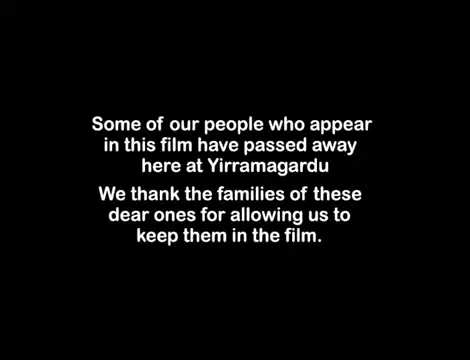 Some of our people who appear
in this film have passed away
here at Yirramagardu
We thank the families of these
dear ones for allowing us to
keep them in the film.